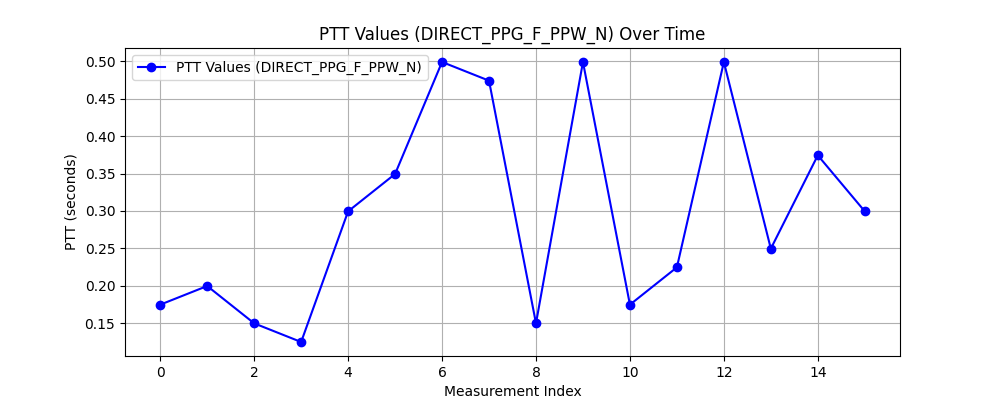 PTT Values (DIRECT_PPG_F_PPW_N) Over Time
PTT Values (DIRECT_PPG_F_PPW_N)
PTT (seconds)
0.50
0.45
0.40
0.35
0.30
0.25
0.20
0.15
0 2 4 6 8 10 12 14
Measurement Index